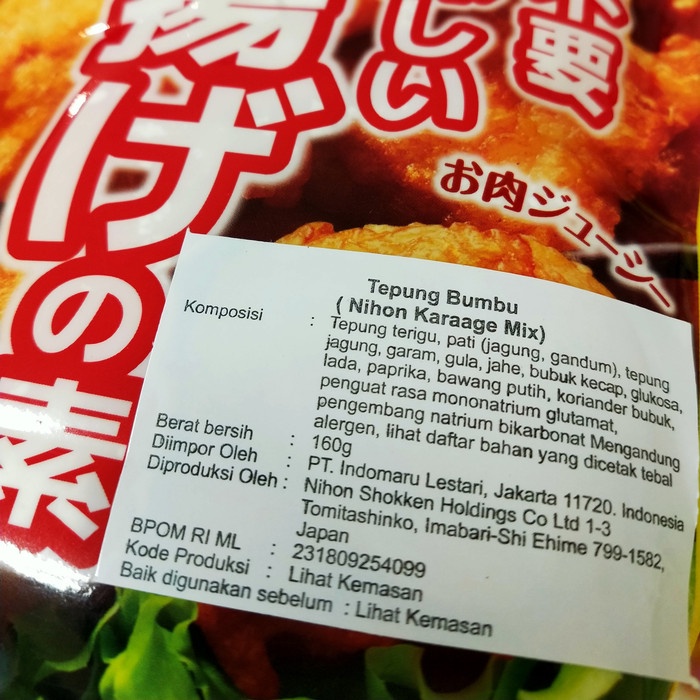 不要
しい
揚げの素
お肉ジューシー
Tepung Bumbu
( Nihon Karaage Mix)
Komposisi : Tepung terigu, pati (jagung, gandum), tepung
jagung, garam, gula, jahe, bubuk kecap, glukosa,
lada, paprika, bawang putih, koriander bubuk,
penguat rasa mononatrium glutamat,
pengembang natrium bikarbonat Mengandung
alergen, lihat daftar bahan yang dicetak tebal
Berat bersih : 160g
Diimpor Oleh : PT. Indomaru Lestari, Jakarta 11720. Indonesia
Diproduksi Oleh : Nihon Shokken Holdings Co Ltd 1-3
Tomitashinko, Imabari-Shi Ehime 799-1582,
Japan
BPOM RI ML : 231809254099
Kode Produksi : Lihat Kemasan
Baik digunakan sebelum : Lihat Kemasan